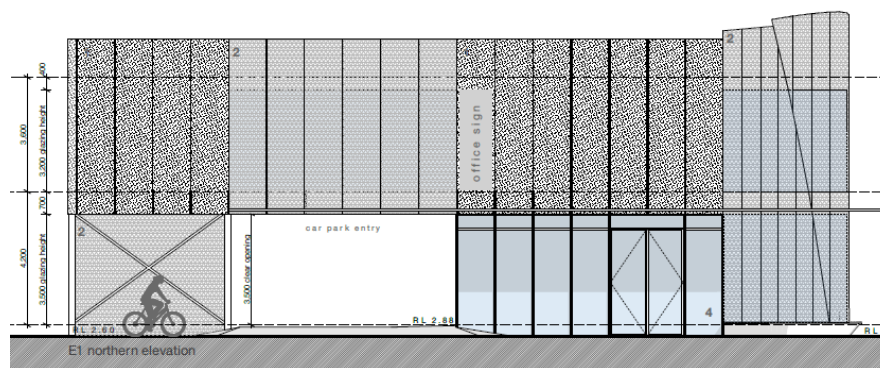 2
2
400
3,600
3,200 glazing height
office sign
700
car park entry
2
4,200
3,500 glazing height
3.500 clear opening
RL 2.60
RL 2.88
4
RL
E1 northern elevation